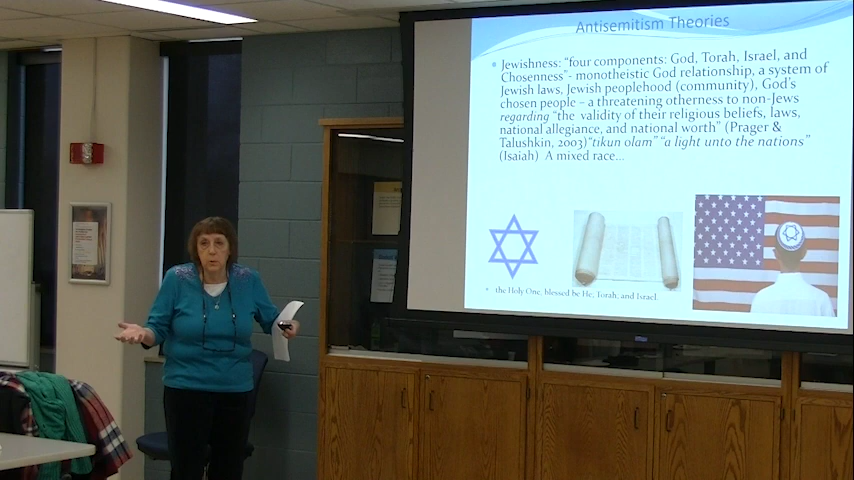 Antisemitism Theories
Jewishness: "four components: God, Torah, Israel, and
Chosenness"- monotheistic God relationship, a system of
Jewish laws, Jewish peoplehood (community), God's
chosen people – a threatening otherness to non-Jews
regarding "the validity of their religious beliefs, laws,
national allegiance, and national worth" (Prager &
Talushkin, 2003)"tikun olam" "a light unto the nations"
(Isaiah) A mixed race...
the Holy One, blessed be He, Torah, and Israel.